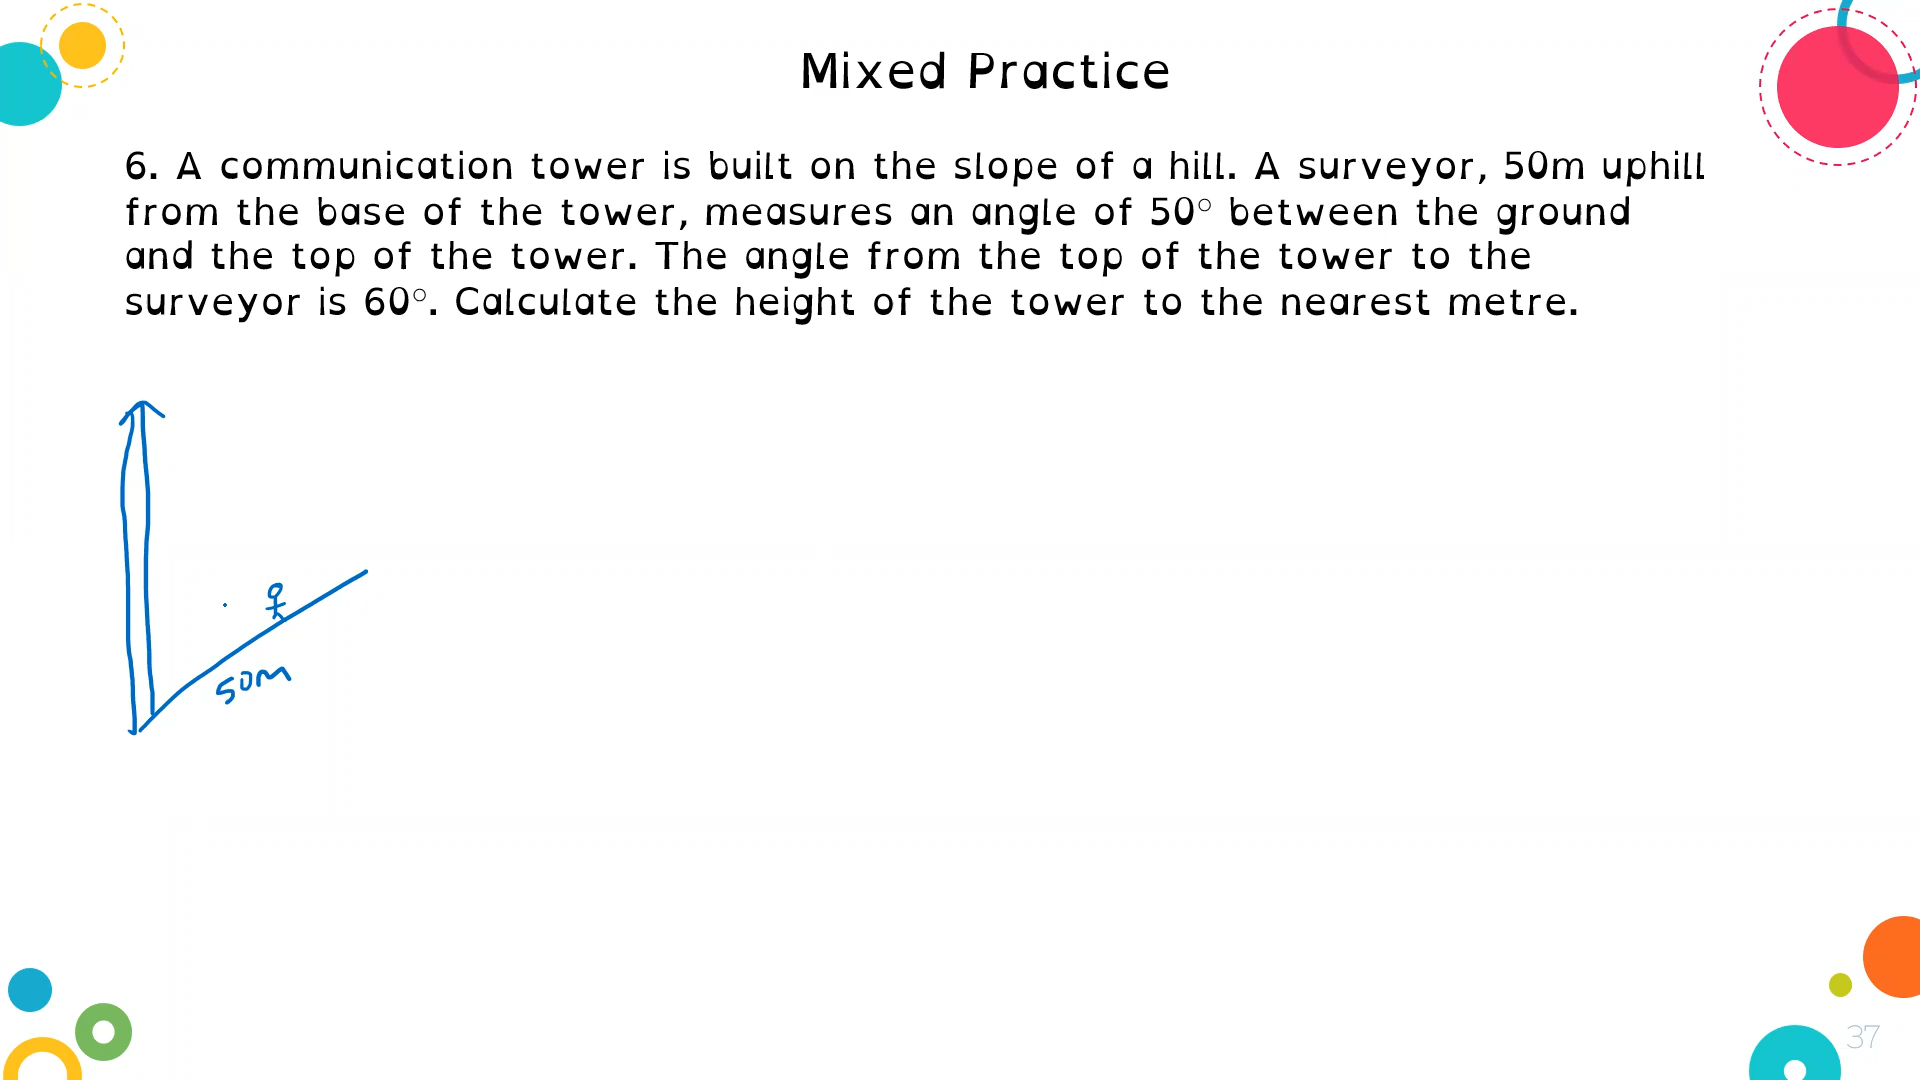 Mixed Practice
6. A communication tower is built on the slope of a hill. A surveyor, 50m uphill
from the base of the tower, measures an angle of 50° between the ground
and the top of the tower. The angle from the top of the tower to the
surveyor is 60°. Calculate the height of the tower to the nearest metre.
50m
37